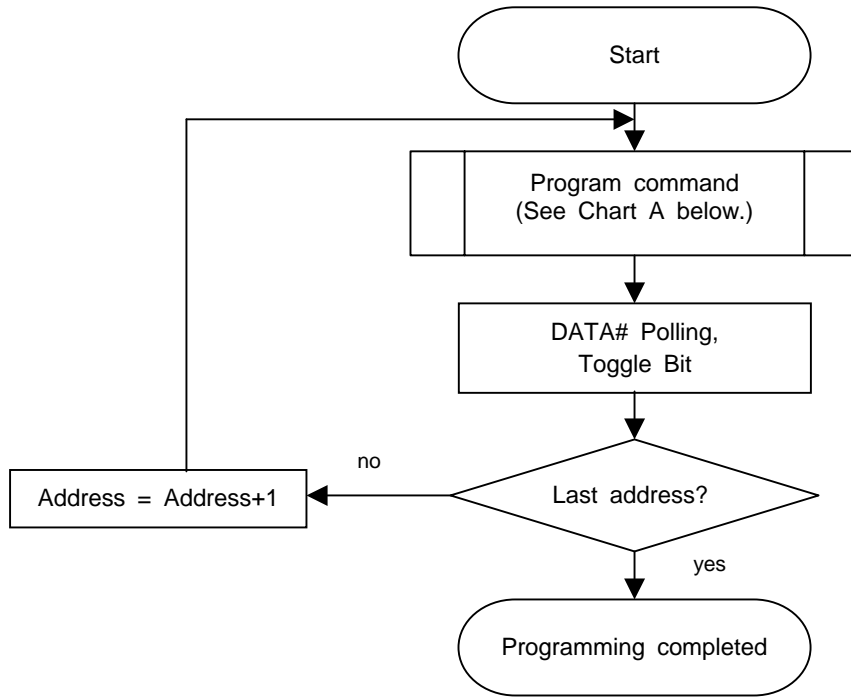 Start
Program command
(See Chart A below.)
DATA# Polling,
Toggle Bit
no
Address = Address+1
Last address?
yes
Programming completed